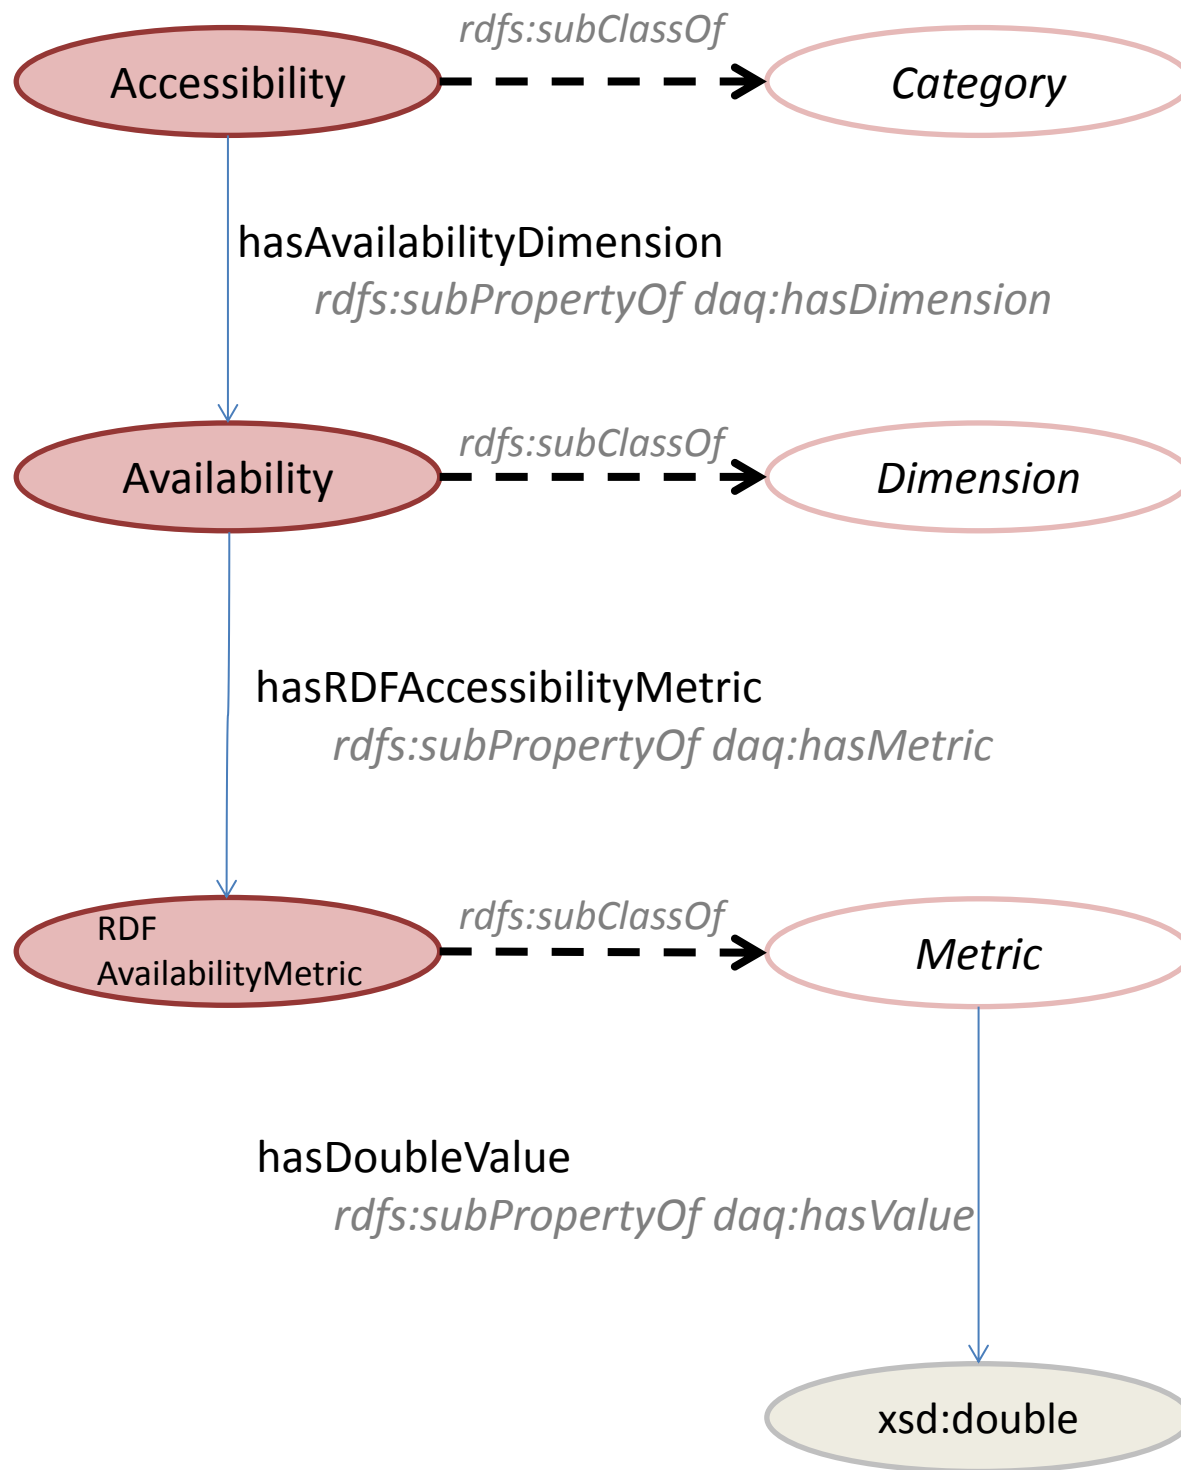 rdfs:subClassOf
Accessibility
Category
hasAvailabilityDimension
rdfs:subPropertyOf daq:hasDimension
rdfs:subClassOf
Availability
Dimension
hasRDFAccessibilityMetric
rdfs:subPropertyOf daq:hasMetric
rdfs:subClassOf
RDF
AvailabilityMetric
Metric
hasDoubleValue
rdfs:subPropertyOf daq:hasValue
xsd:double